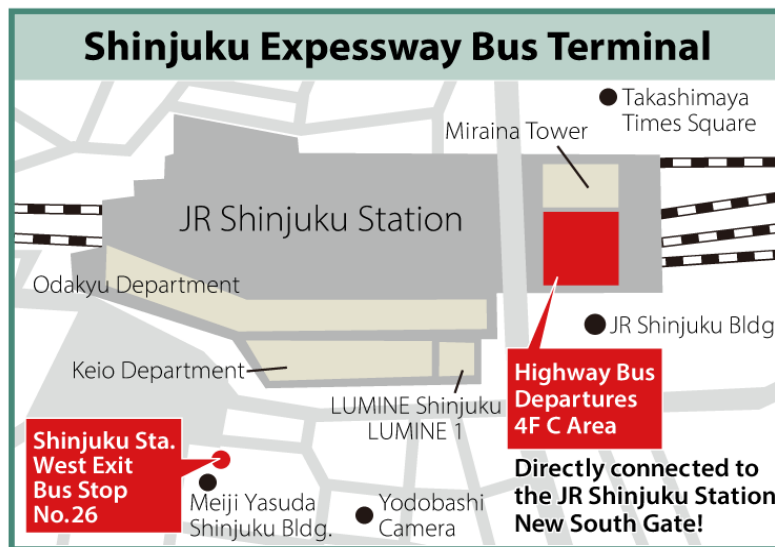 Shinjuku Expessway Bus Terminal
Takashimaya
Times Square
Miraina Tower
JR Shinjuku Station
Odakyu Department
JR Shinjuku Bldg
Keio Department
LUMINE Shinjuku
LUMINE 1
Highway Bus
Departures
4F C Area
Shinjuku Sta.
West Exit
Bus Stop
No.26
Meiji Yasuda
Shinjuku Bldg.
Yodobashi
Camera
Directly connected to
the JR Shinjuku Station
New South Gate!